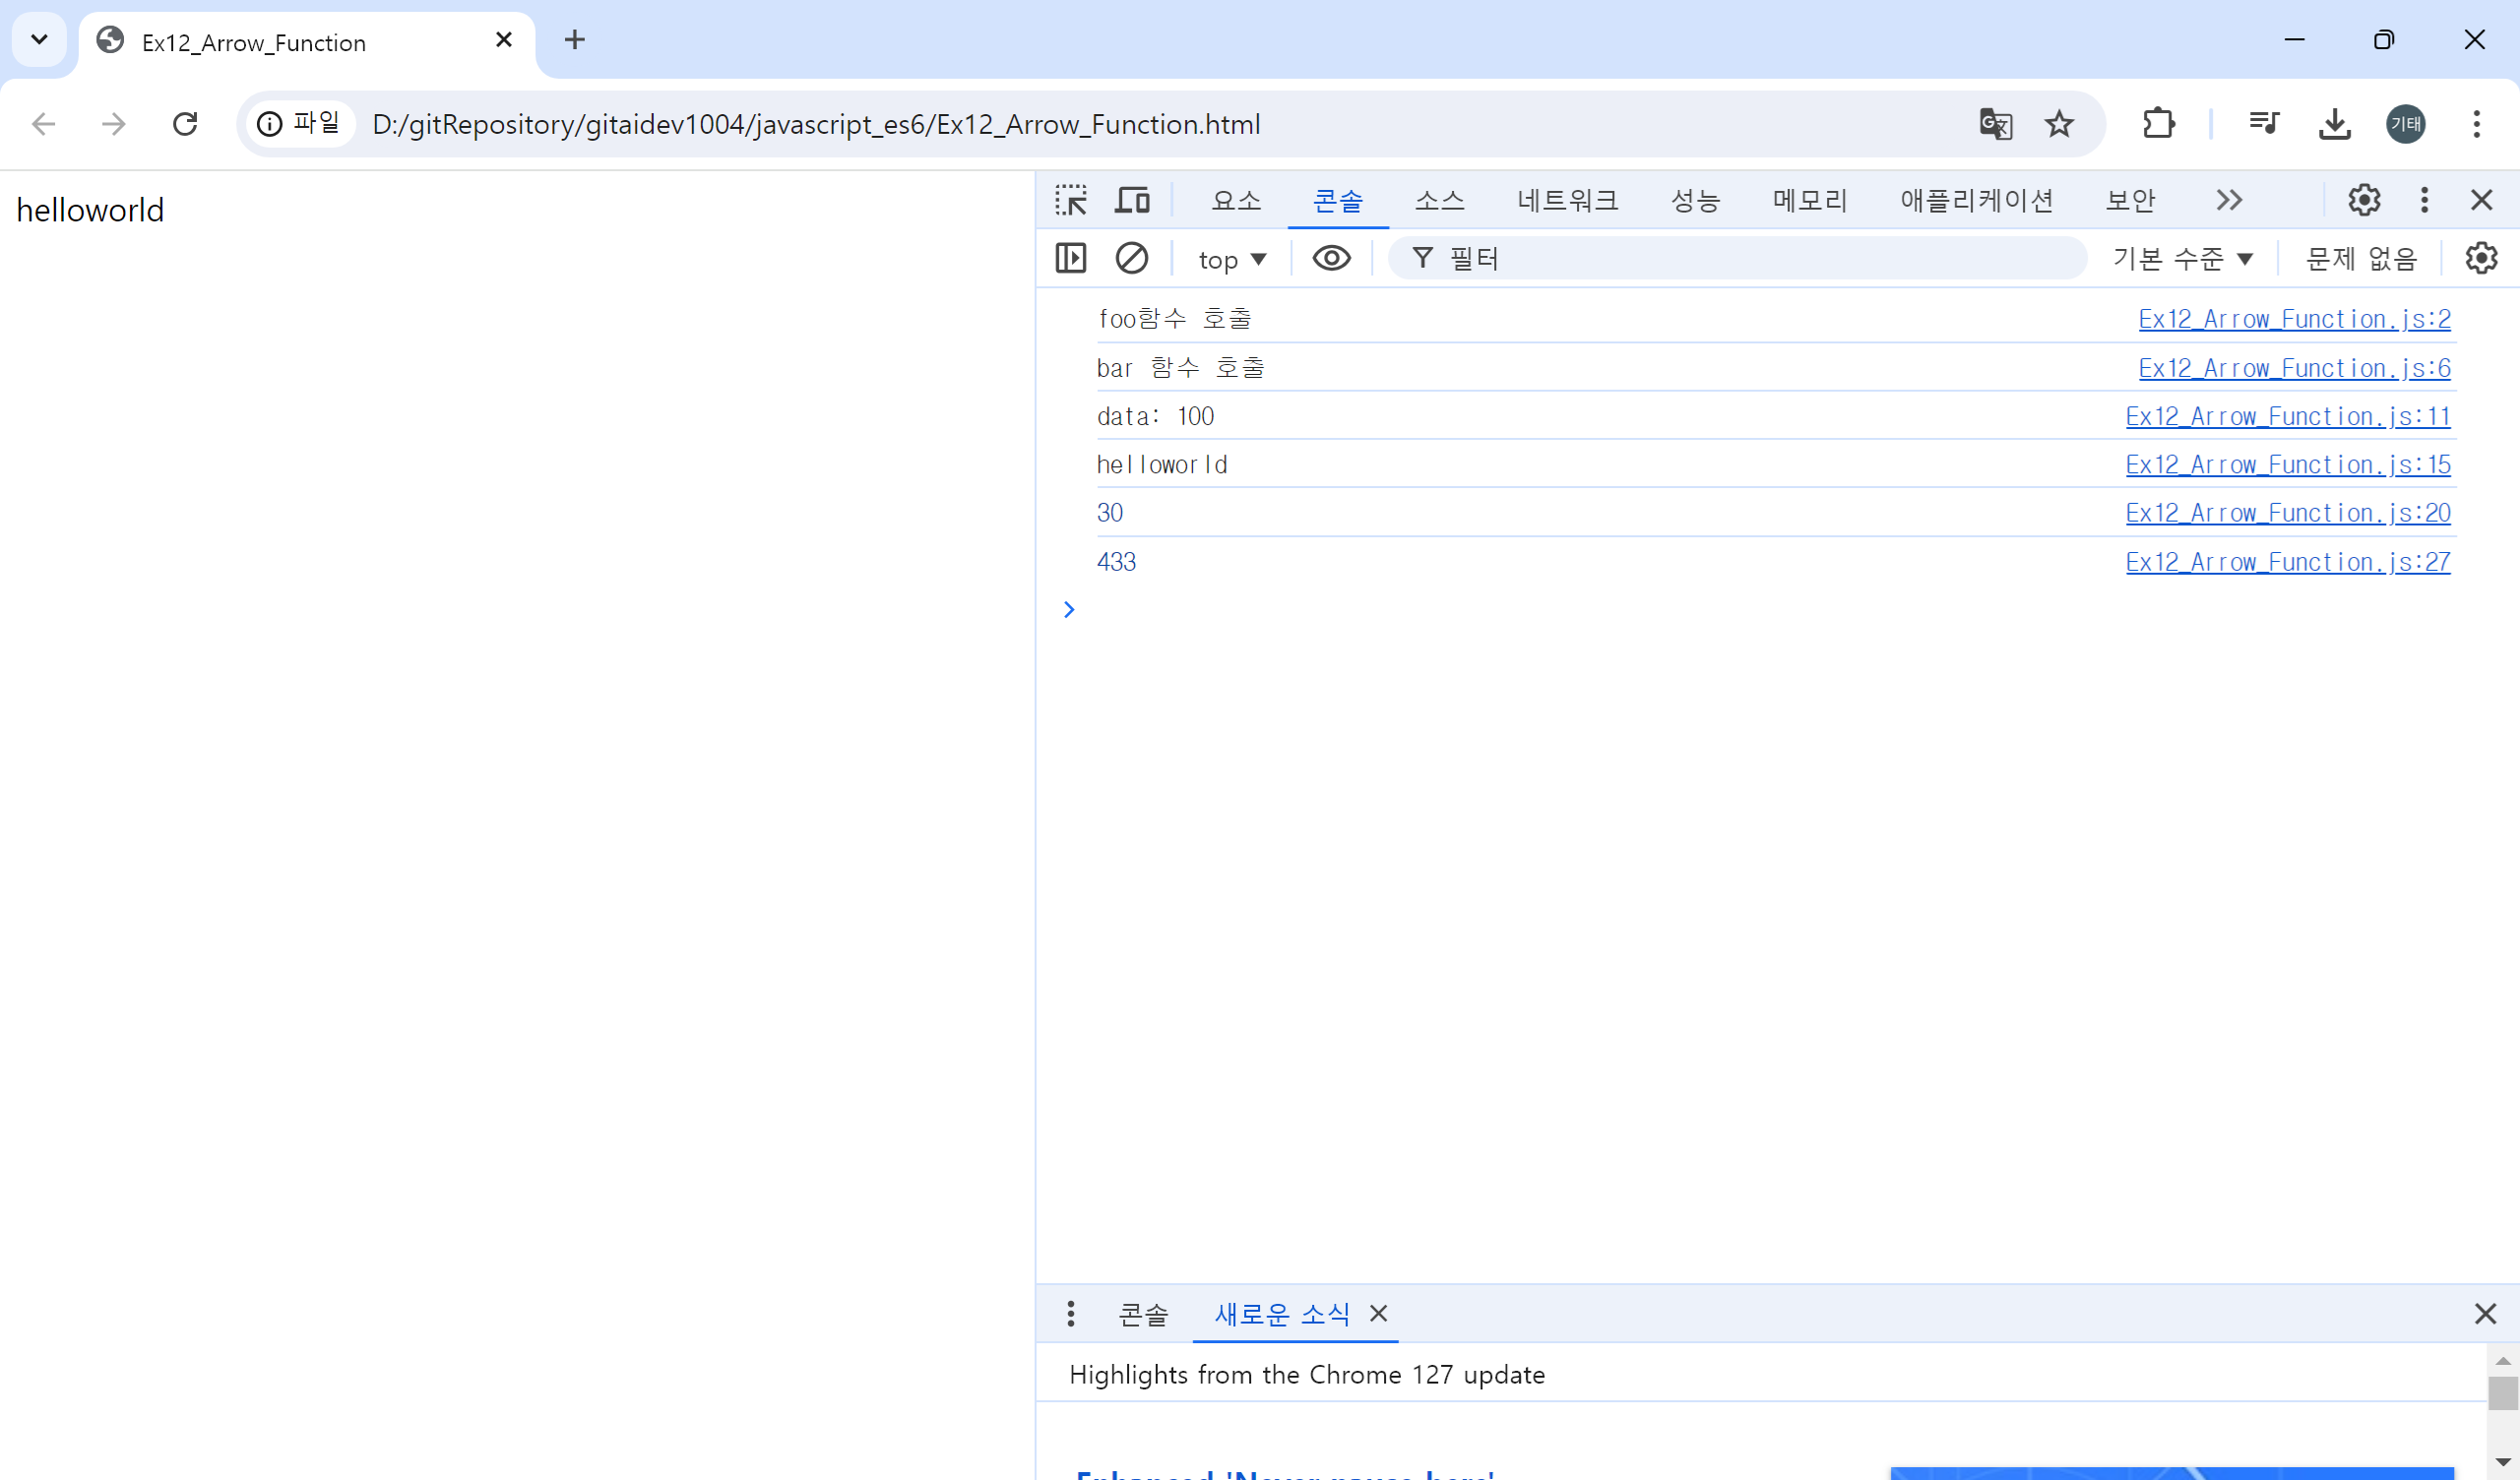 Ex12_Arrow_Function
파일 D:/gitRepository/gitaidev1004/javascript_es6/Ex12_Arrow_Function.html 기태
helloworld
요소 콘솔 소스 네트워크 성능 메모리 애플리케이션 보안
top 필터 기본 수준 문제 없음
foo함수 호출 Ex12_Arrow_Function.js:2
bar 함수 호출 Ex12_Arrow_Function.js:6
data: 100 Ex12_Arrow_Function.js:11
helloworld Ex12_Arrow_Function.js:15
30 Ex12_Arrow_Function.js:20
433 Ex12_Arrow_Function.js:27
콘솔 새로운 소식
Highlights from the Chrome 127 update
Enhanced 'Never pause here'